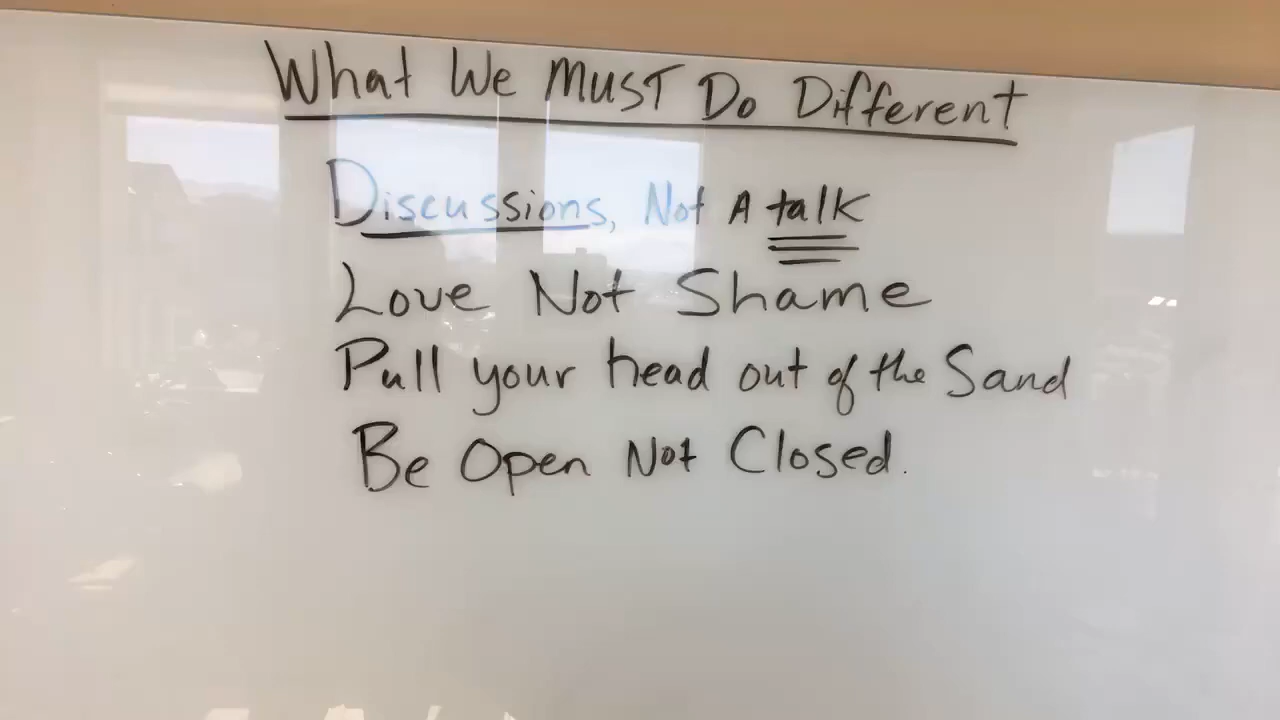 What We Must Do Different
Discussions, Not A talk
Love Not Shame
Pull your head out of the Sand
Be Open Not Closed.